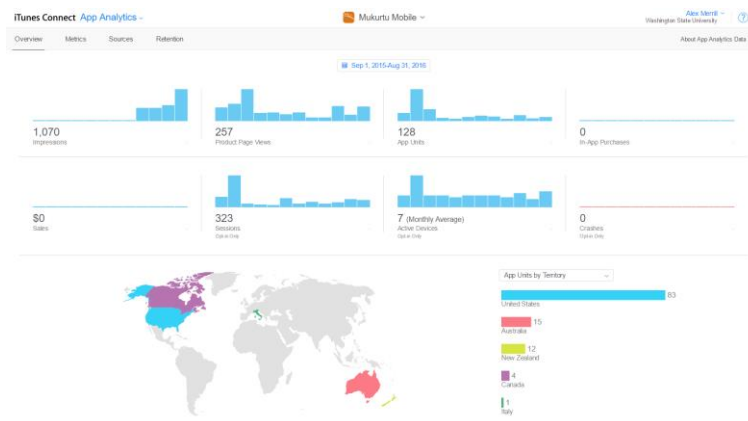 iTunes Connect App Analytics
Mukurtu Mobile
Alex Merrill
Washington State University
?
Overview Metrics Sources Retention
About App Analytics Data
Sep 1, 2015-Aug 31, 2016
1,070
Impressions
257
Product Page Views
128
App Units
0
In-App Purchases
$0
Sales
323
Sessions
Opt-in Only
7 (Monthly Average)
Active Devices
Opt-in Only
0
Crashes
Opt-in Only
App Units by Territory
83
United States
15
Australia
12
New Zealand
4
Canada
1
Italy